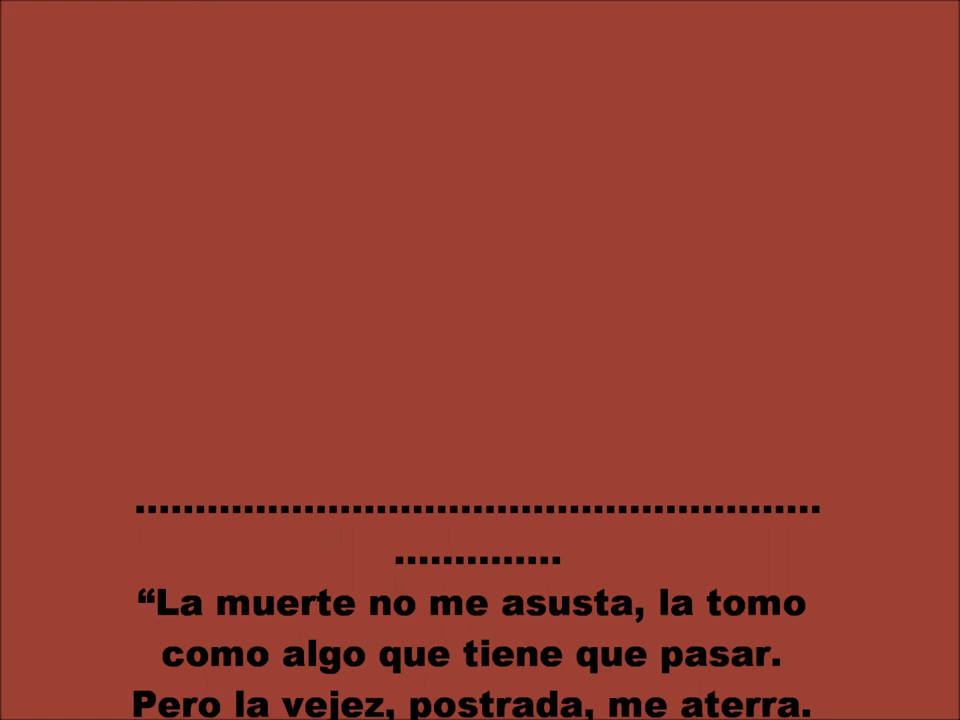 .........................................................
..............
“La muerte no me asusta, la tomo
como algo que tiene que pasar.
Pero la vejez, postrada, me aterra.